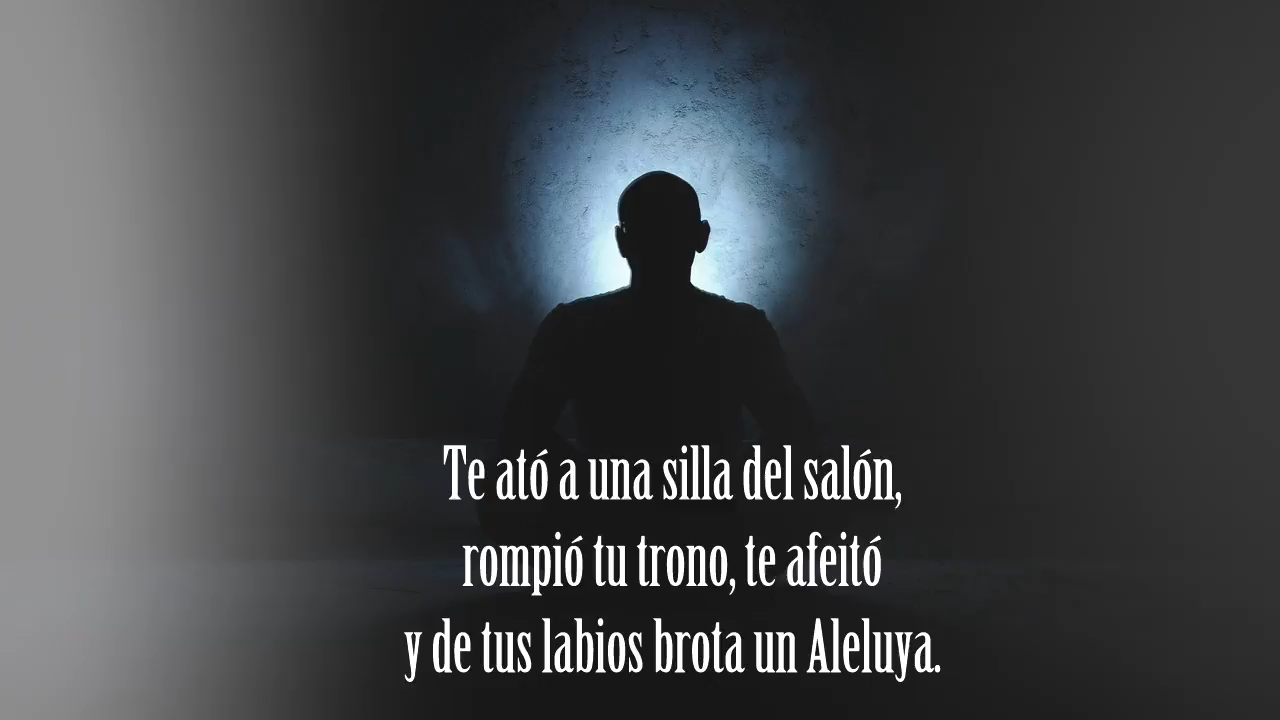 Te ató a una silla del salón,
rompió tu trono, te afeitó
y de tus labios brota un Aleluya.